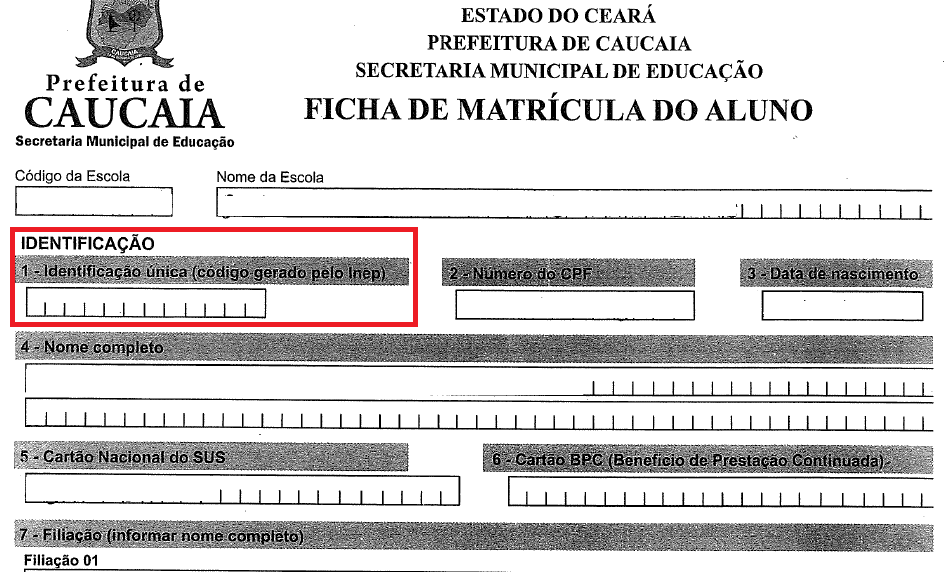 CAUCAIA
Prefeitura de
CAUCAIA
Secretaria Municipal de Educação
ESTADO DO CEARÁ
PREFEITURA DE CAUCAIA
SECRETARIA MUNICIPAL DE EDUCAÇÃO
FICHA DE MATRÍCULA DO ALUNO
Código da Escola
Nome da Escola
IDENTIFICAÇÃO
1 - Identificação única (código gerado pelo Inep)
2 - Número do CPF
3 - Data de nascimento
4 - Nome completo
5 - Cartão Nacional do SUS
6 - Cartão BPC (Beneficio de Prestação Continuada)
7 - Filiação (informar nome completo)
Filiação 01